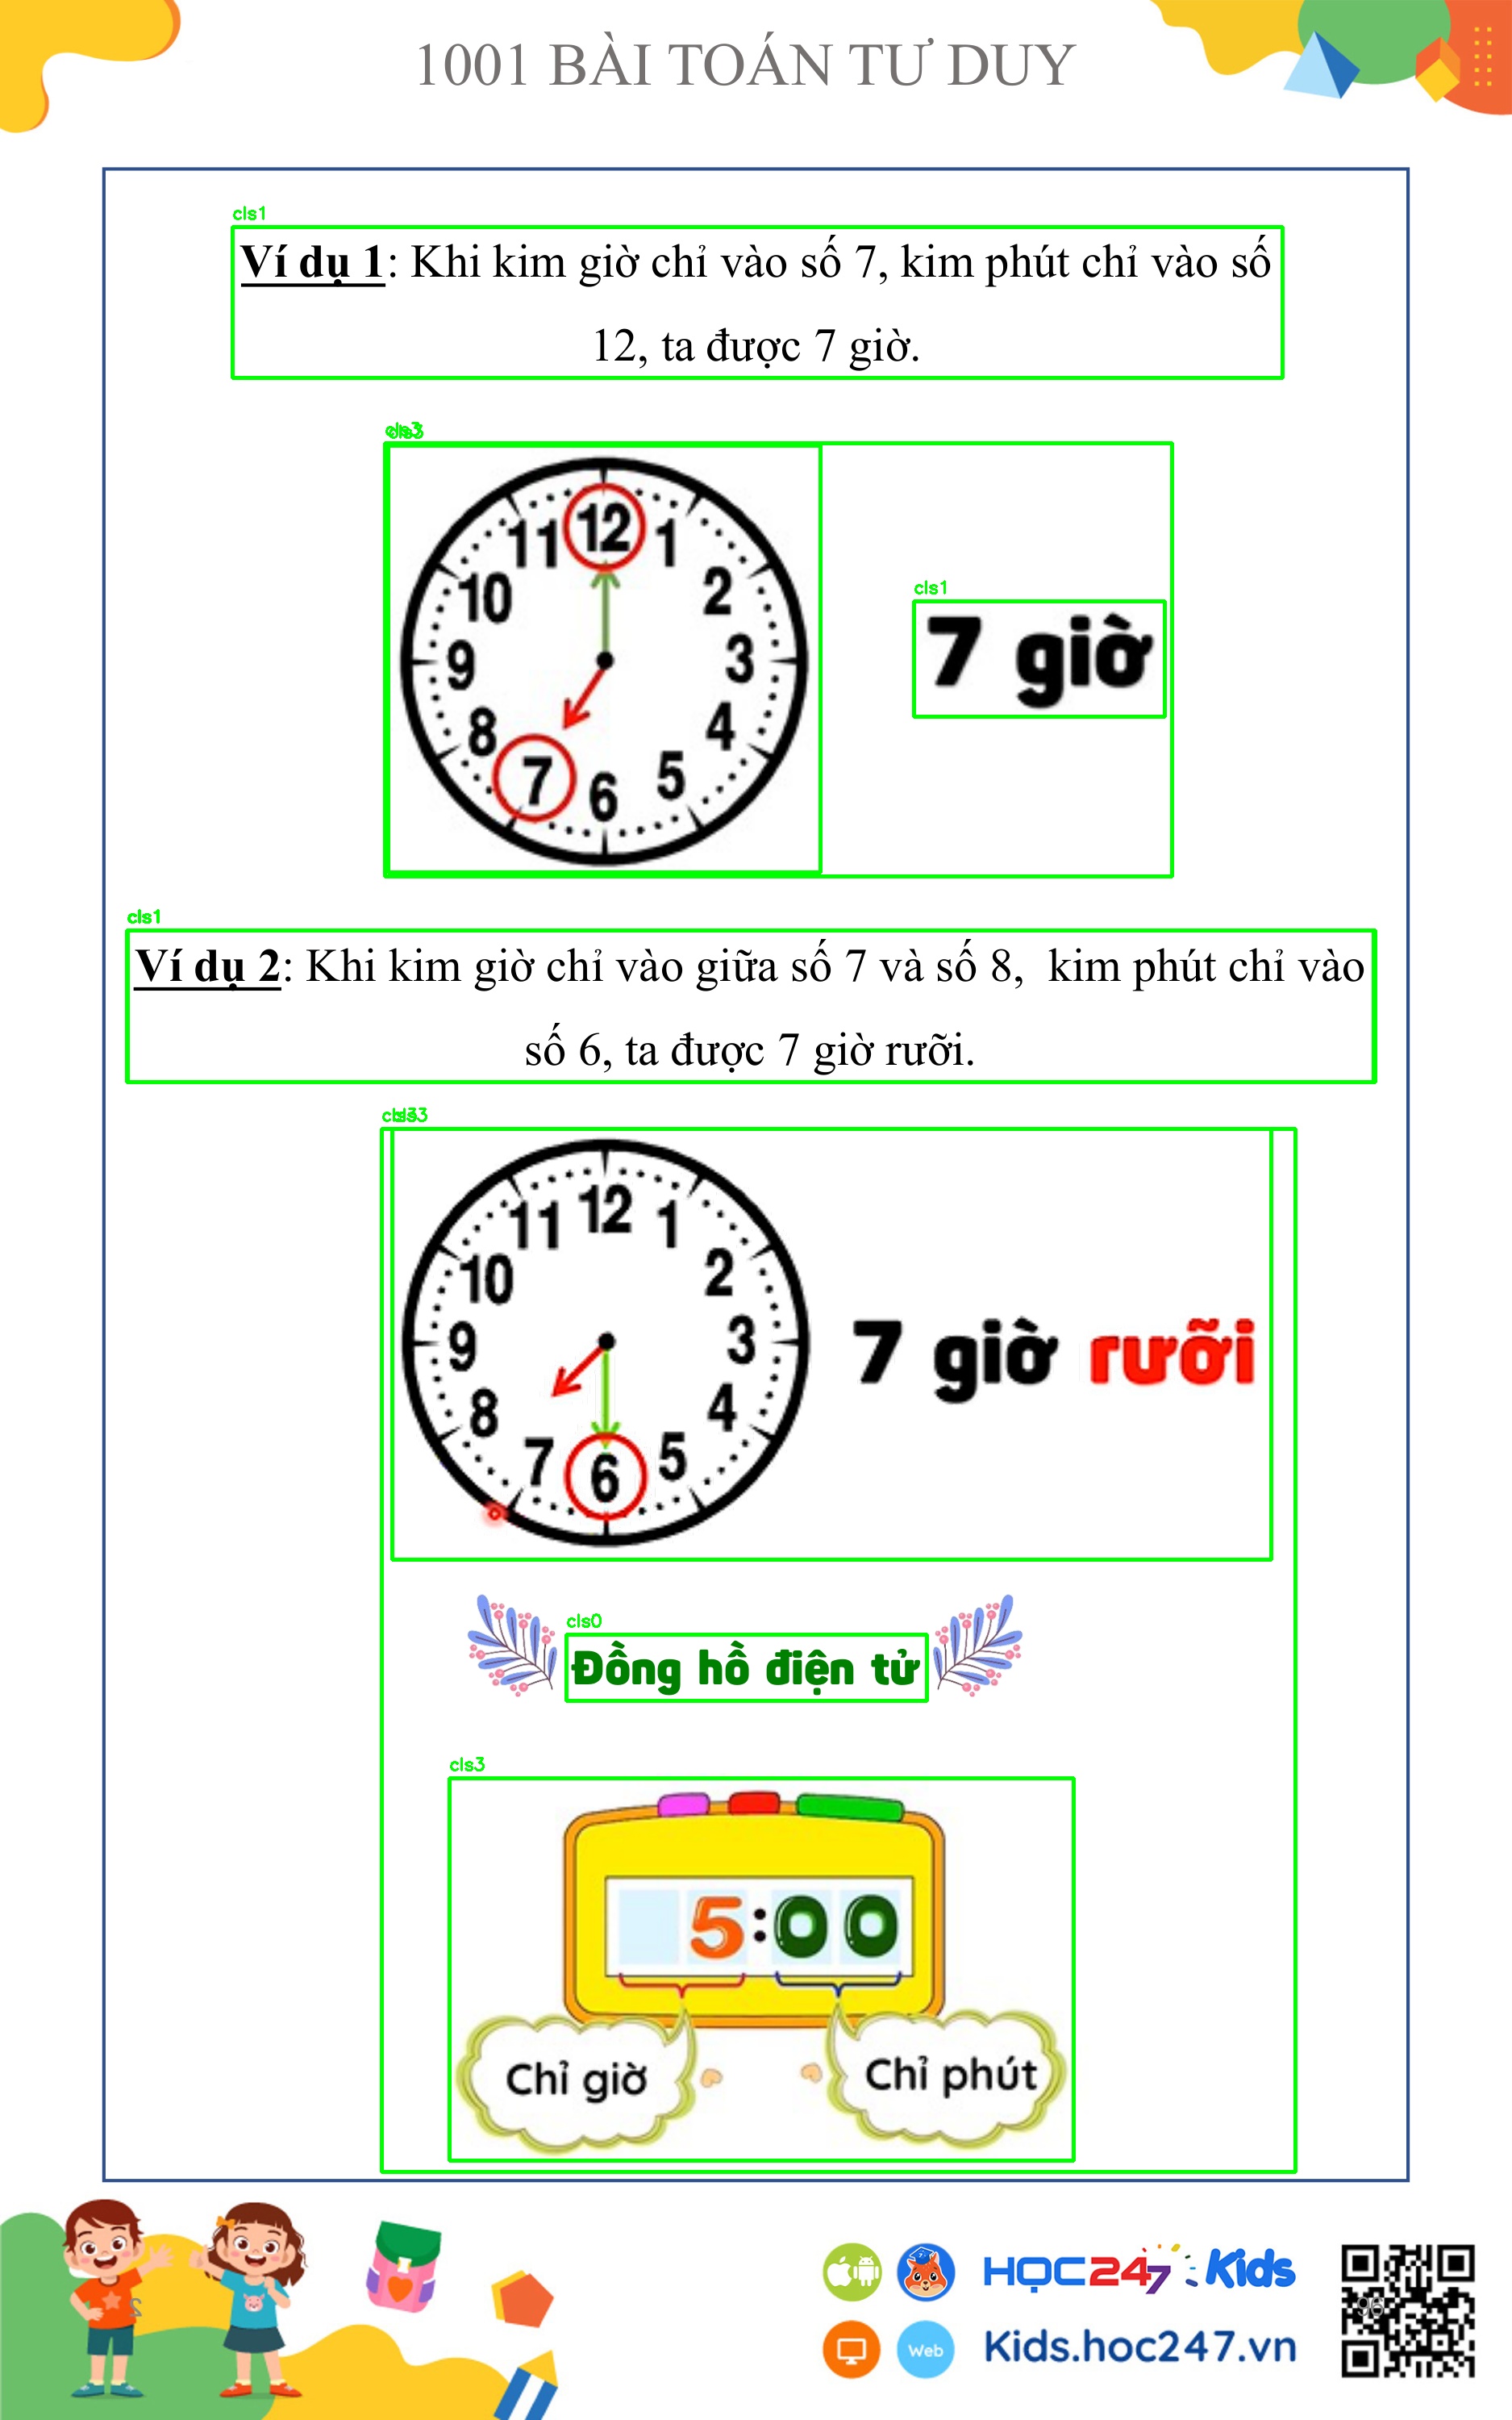 1001 BÀI TOÁN TƯ DUY
cls1
Ví dụ 1: Khi kim giờ chỉ vào số 7, kim phút chỉ vào số
12, ta được 7 giờ.
cls3
cls3
12
11
1
10
2
9
3
8
4
7
6
5
cls1
7 giờ
cls1
Ví dụ 2: Khi kim giờ chỉ vào giữa số 7 và số 8, kim phút chỉ vào
số 6, ta được 7 giờ rưỡi.
cls3
cls3
12
11
1
10
2
9
3
8
4
7
6
5
7 giờ rưỡi
cls0
Đồng hồ điện tử
cls3
5:00
Chỉ giờ
Chỉ phút
HỌC247 Kids
Web
Kids.hoc247.vn
96
2